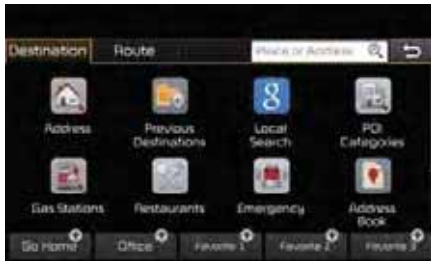 Destination Route Place or Address
Address Previous Destinations Local Search POI Categories
Gas Stations Restaurants Emergency Address Book
Go Home Office Favorite 1 Favorite 2 Favorite 3